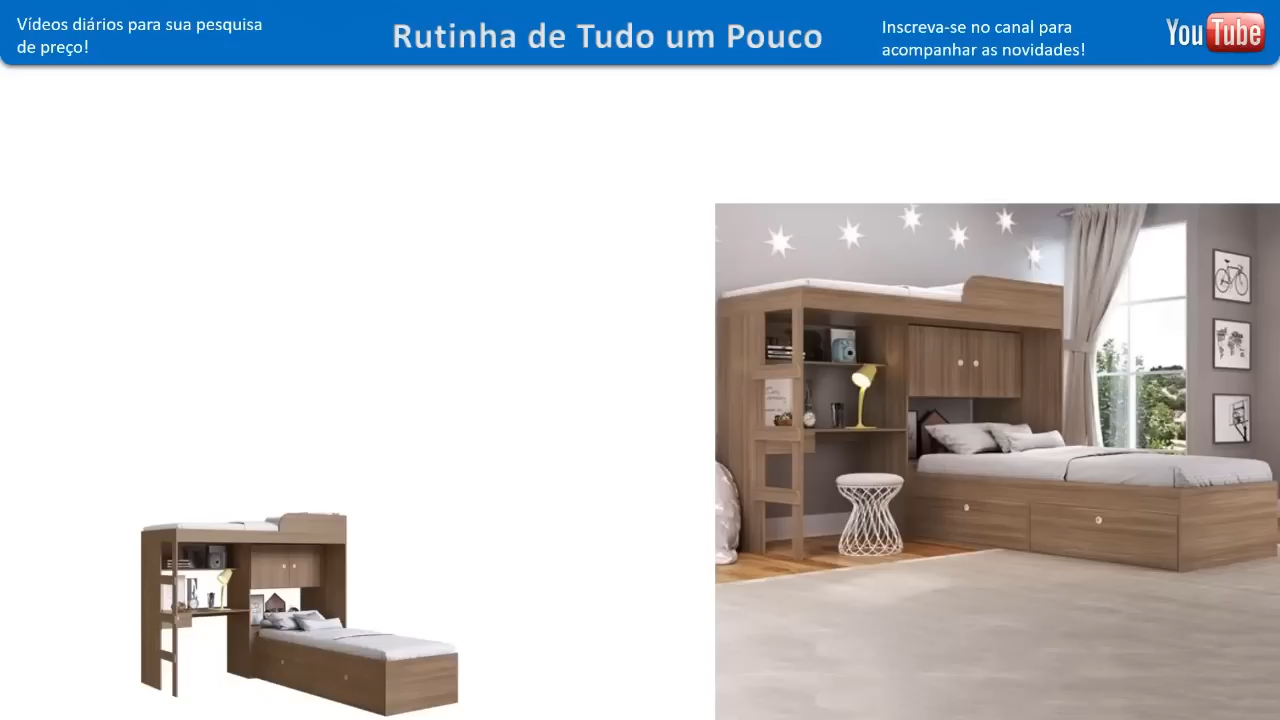 Vídeos diários para sua pesquisa
de preço!
Rutinha de Tudo um Pouco
Inscreva-se no canal para
acompanhar as novidades!
YouTube